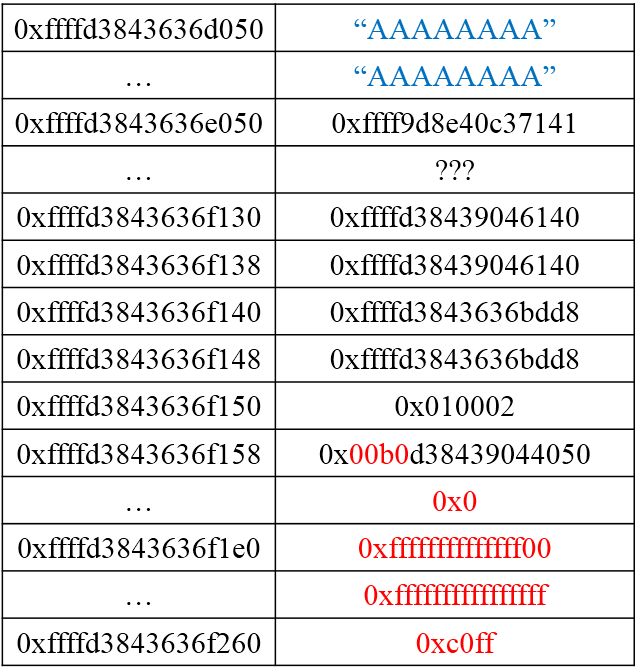 0xffffd3843636d050 “AAAAAAAA”
… “AAAAAAAA”
0xffffd3843636e050 0xffff9d8e40c37141
… ???
0xffffd3843636f130 0xffffd38439046140
0xffffd3843636f138 0xffffd38439046140
0xffffd3843636f140 0xffffd3843636bdd8
0xffffd3843636f148 0xffffd3843636bdd8
0xffffd3843636f150 0x010002
0xffffd3843636f158 0x00b0d38439044050
… 0x0
0xffffd3843636f1e0 0xffffffffffffff00
… 0xffffffffffffffff
0xffffd3843636f260 0xc0ff